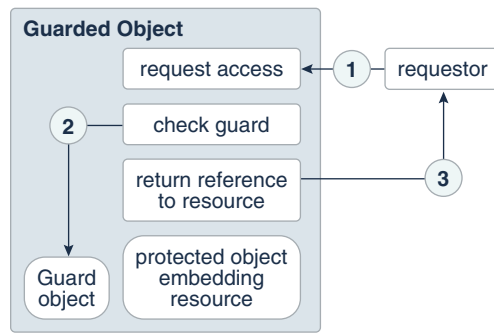 Guarded Object
request access
1
requestor
2
check guard
return reference
to resource
3
Guard
object
protected object
embedding
resource